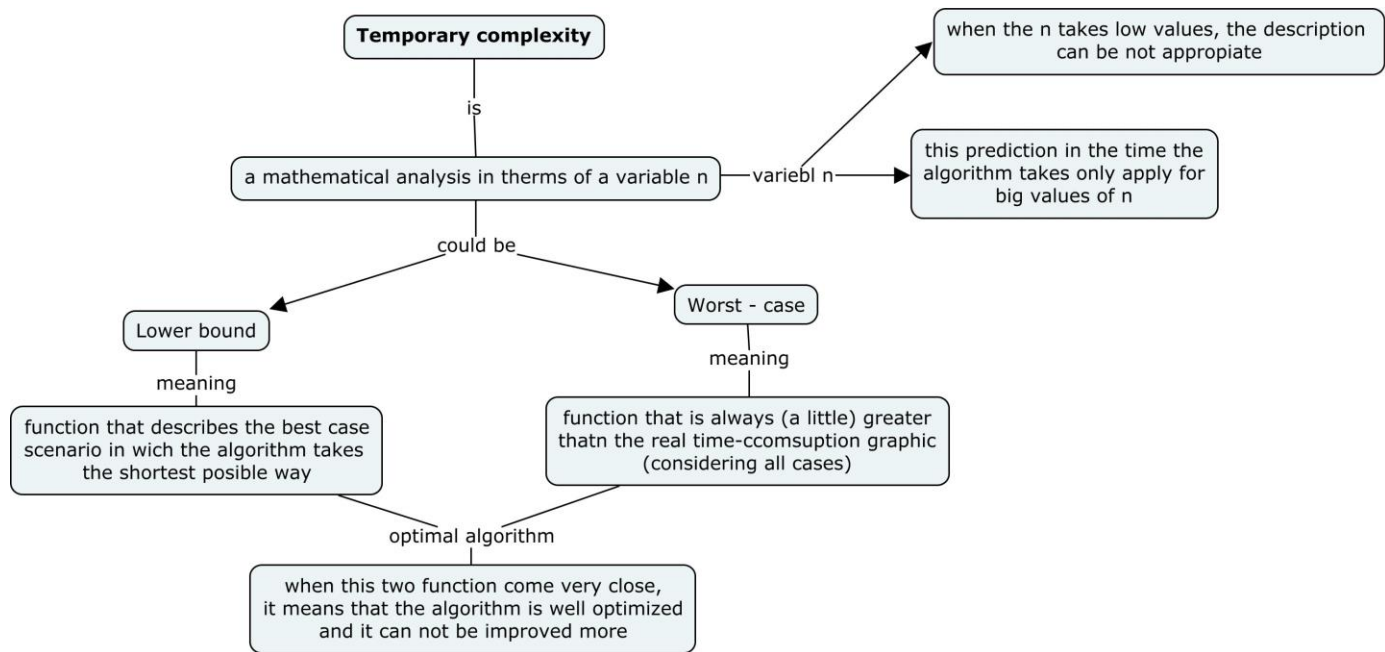 Temporary complexity
when the n takes low values, the description
can be not appropiate
is
this prediction in the time the
algorithm takes only apply for
big values of n
a mathematical analysis in therms of a variable n
variebl n
could be
Lower bound
Worst - case
meaning
meaning
function that describes the best case
scenario in wich the algorithm takes
the shortest posible way
function that is always (a little) greater
thatn the real time-ccomsuption graphic
(considering all cases)
optimal algorithm
when this two function come very close,
it means that the algorithm is well optimized
and it can not be improved more